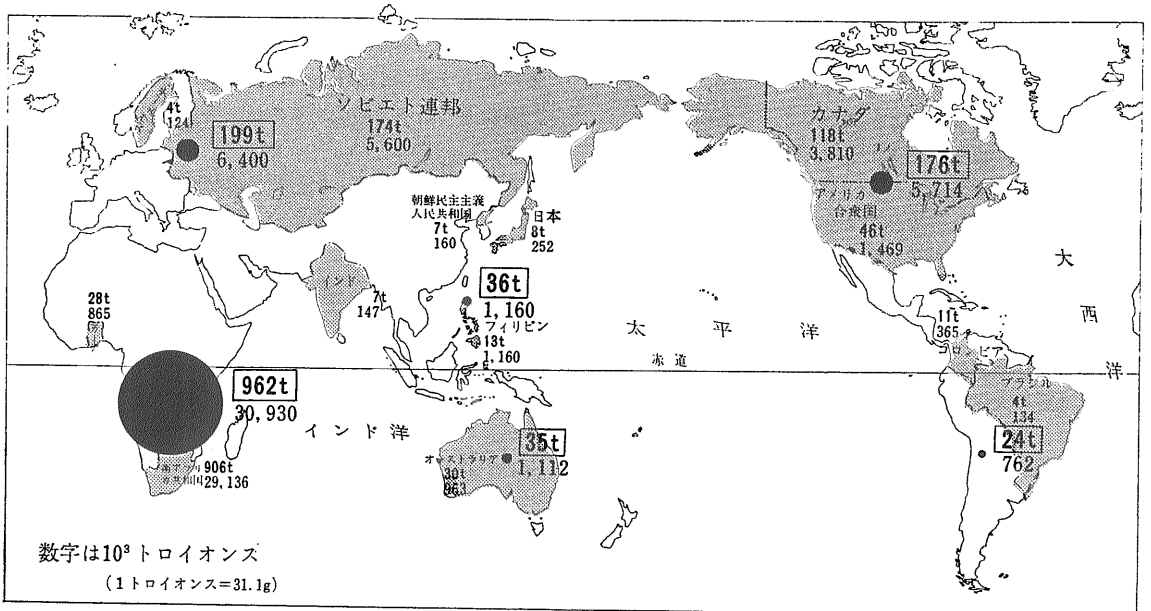 ソビエト連邦
174t
5,600
4t
124
199t
6,400
カナダ
118t
3,810
176t
5,714
アメリカ
合衆国
46t
1,469
朝鮮民主主義
人民共和国
7t
160
日本
8t
252
インド
7t
147
36t
1,160
フィリピン
13t
1,160
28t
865
太平洋
赤道
大西洋
11t
365
コロンビア
ブラジル
4t
134
24t
762
962t
30,930
インド洋
オーストラリア
30t
963
35t
1,112
南アフリ
カ共和国
906t
29,136
数字は10³トロイオンス
(1トロイオンス=31.1g)